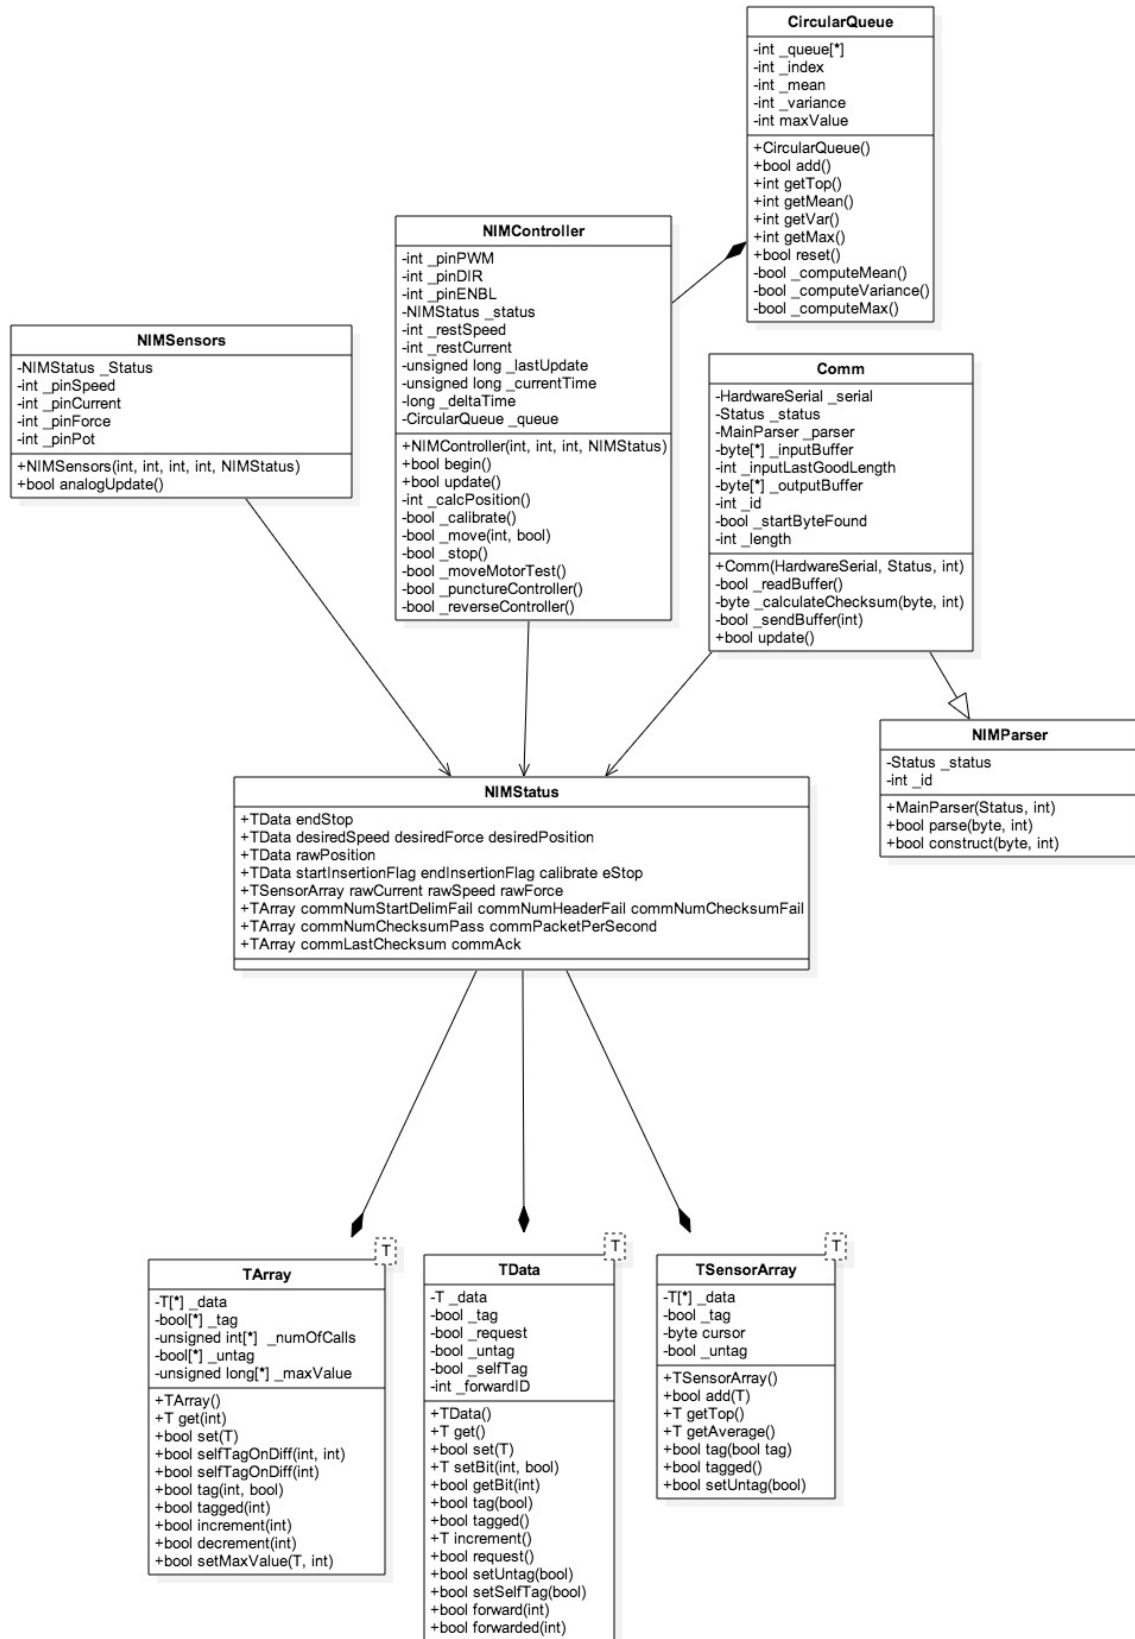 CircularQueue
-int _queue[*]
-int _index
-int _mean
-int _variance
-int maxValue
+CircularQueue()
+bool add()
+int getTop()
+int getMean()
+int getVar()
+int getMax()
+bool reset()
-bool _computeMean()
-bool _computeVariance()
-bool _computeMax()
NIMController
-int _pinPWM
-int _pinDIR
-int _pinENBL
-NIMStatus _status
-int _restSpeed
-int _restCurrent
-unsigned long _lastUpdate
-unsigned long _currentTime
-long _deltaTime
-CircularQueue _queue
+NIMController(int, int, int, NIMStatus)
+bool begin()
+bool update()
-int _calcPosition()
-bool _calibrate()
-bool _move(int, bool)
-bool _stop()
-bool _moveMotorTest()
-bool _punctureController()
-bool _reverseController()
NIMSensors
-NIMStatus _Status
-int _pinSpeed
-int _pinCurrent
-int _pinForce
-int _pinPot
+NIMSensors(int, int, int, int, NIMStatus)
+bool analogUpdate()
Comm
-HardwareSerial _serial
-Status _status
-MainParser _parser
-byte[*] _inputBuffer
-int _inputLastGoodLength
-byte[*] _outputBuffer
-int _id
-bool _startByteFound
-int _length
+Comm(HardwareSerial, Status, int)
-bool _readBuffer()
-byte _calculateChecksum(byte, int)
-bool _sendBuffer(int)
+bool update()
NIMParser
-Status _status
-int _id
+MainParser(Status, int)
+bool parse(byte, int)
+bool construct(byte, int)
NIMStatus
+TData endStop
+TData desiredSpeed desiredForce desiredPosition
+TData rawPosition
+TData startInsertionFlag endInsertionFlag calibrate eStop
+TSensorArray rawCurrent rawSpeed rawForce
+TArray commNumStartDelimFail commNumHeaderFail commNumChecksumFail
+TArray commNumChecksumPass commPacketPerSecond
+TArray commLastChecksum commAck
T
TArray
-T[*] _data
-bool[*] _tag
-unsigned int[*] _numOfCalls
-bool[*] _untag
-unsigned long[*] _maxValue
+TArray()
+T get(int)
+bool set(T)
+bool selfTagOnDiff(int, int)
+bool selfTagOnDiff(int)
+bool tag(int, bool)
+bool tagged(int)
+bool increment(int)
+bool decrement(int)
+bool setMaxValue(T, int)
T
TData
-T _data
-bool _tag
-bool _request
-bool _untag
-bool _selfTag
-int _forwardID
+TData()
+T get()
+bool set(T)
+T setBit(int, bool)
+bool getBit(int)
+bool tag(bool)
+bool tagged()
+T increment()
+bool request()
+bool setUntag(bool)
+bool setSelfTag(bool)
+bool forward(int)
+bool forwarded(int)
T
TSensorArray
-T[*] _data
-bool _tag
-byte cursor
-bool _untag
+TSensorArray()
+bool add(T)
+T getTop()
+T getAverage()
+bool tag(bool tag)
+bool tagged()
+bool setUntag(bool)